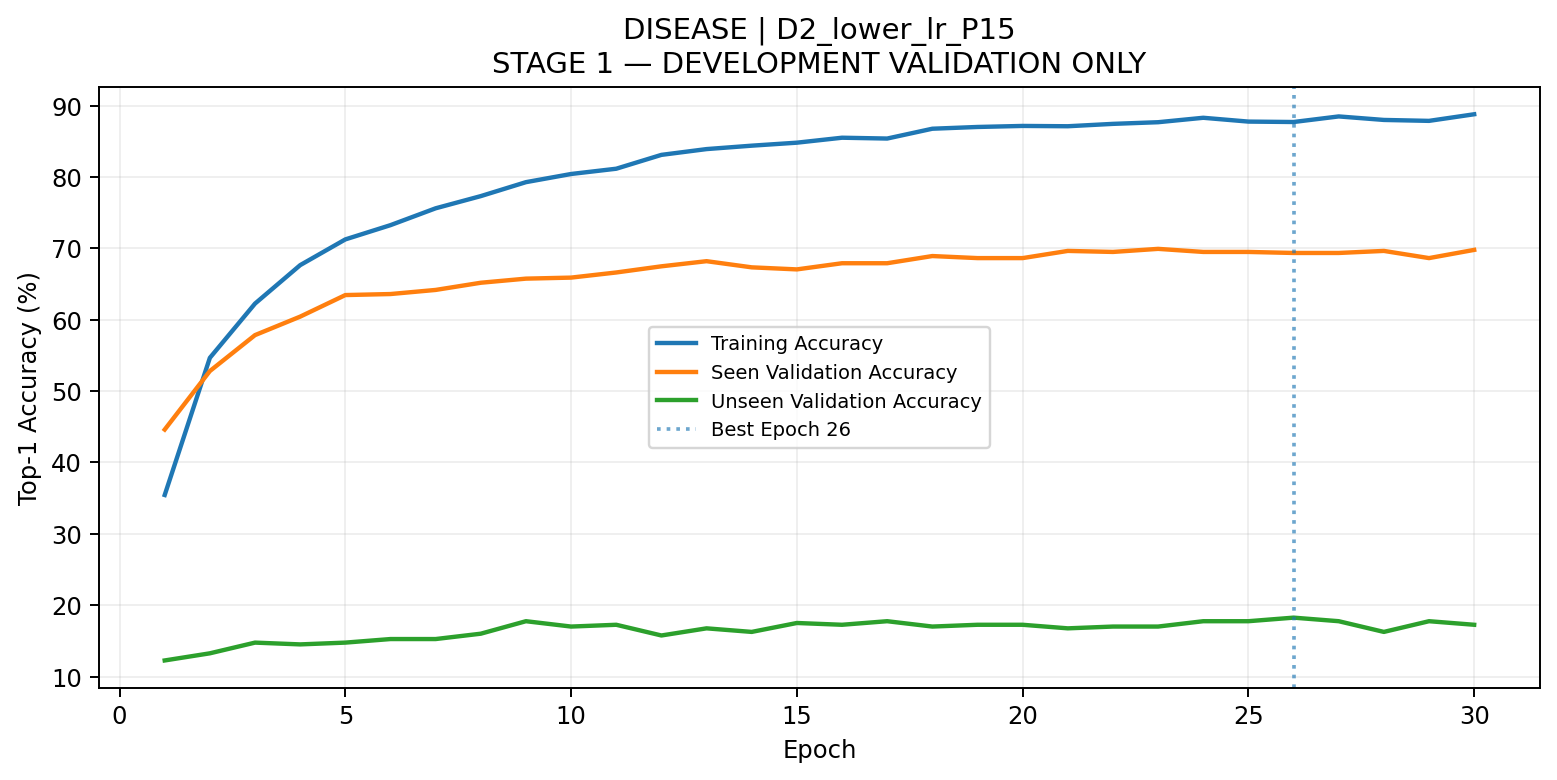 DISEASE | D2_lower_lr_P15
STAGE 1 — DEVELOPMENT VALIDATION ONLY
Top-1 Accuracy (%)
90
80
70
60
50
40
30
20
10
Training Accuracy
Seen Validation Accuracy
Unseen Validation Accuracy
Best Epoch 26
0 5 10 15 20 25 30
Epoch